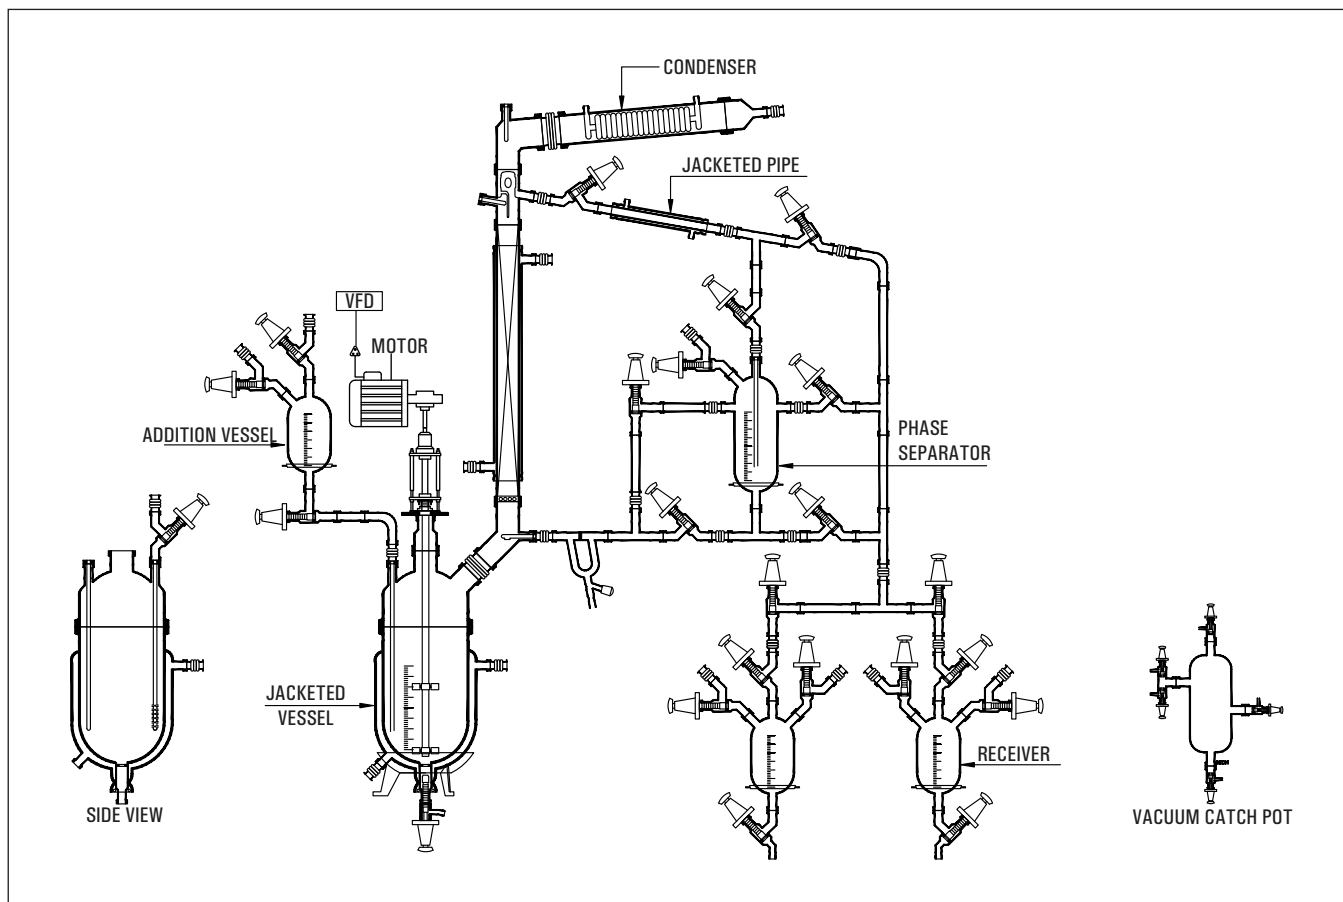 CONDENSER
JACKETED PIPE
VFD
MOTOR
ADDITION VESSEL
PHASE
SEPARATOR
JACKETED
VESSEL
RECEIVER
SIDE VIEW
VACUUM CATCH POT